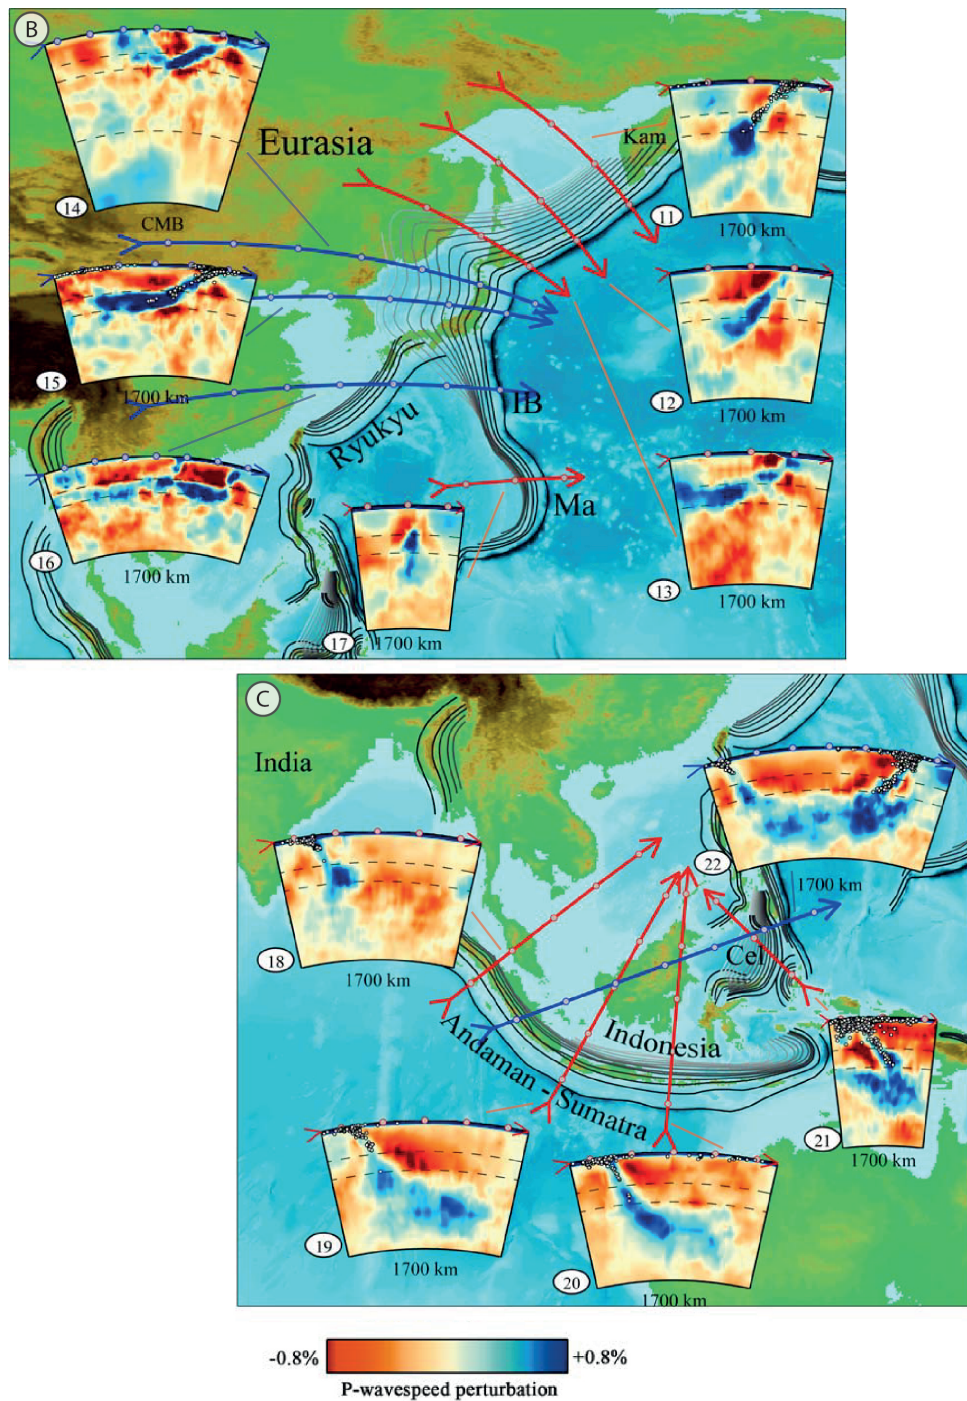 B
Eurasia
Kam
14
11
1700 km
CMB
15
1700 km
12
1700 km
IB
Ryukyu
Ma
16
1700 km
13
1700 km
17
1700 km
C
India
22
1700 km
18
1700 km
Cel
Indonesia
Andaman - Sumatra
21
1700 km
19
1700 km
20
1700 km
-0.8%
+0.8%
P-wavespeed perturbation